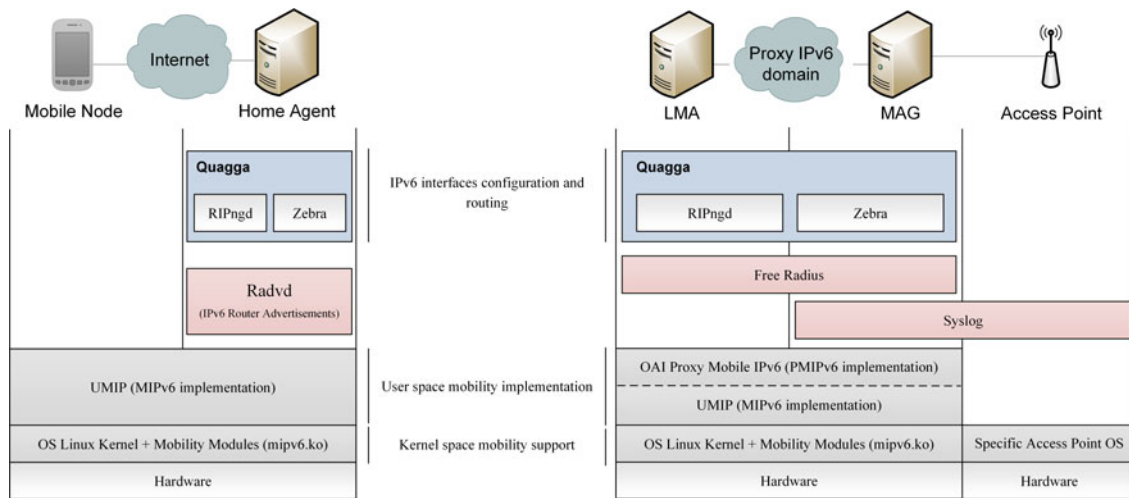 Internet
Proxy IPv6
domain
Mobile Node
Home Agent
LMA
MAG
Access Point
Quagga
RIPngd
Zebra
IPv6 interfaces configuration and
routing
Quagga
RIPngd
Zebra
Radvd
(IPv6 Router Advertisements)
Free Radius
Syslog
UMIP (MIPv6 implementation)
User space mobility implementation
OAI Proxy Mobile IPv6 (PMIPv6 implementation)
UMIP (MIPv6 implementation)
OS Linux Kernel + Mobility Modules (mipv6.ko)
Kernel space mobility support
OS Linux Kernel + Mobility Modules (mipv6.ko)
Specific Access Point OS
Hardware
Hardware
Hardware